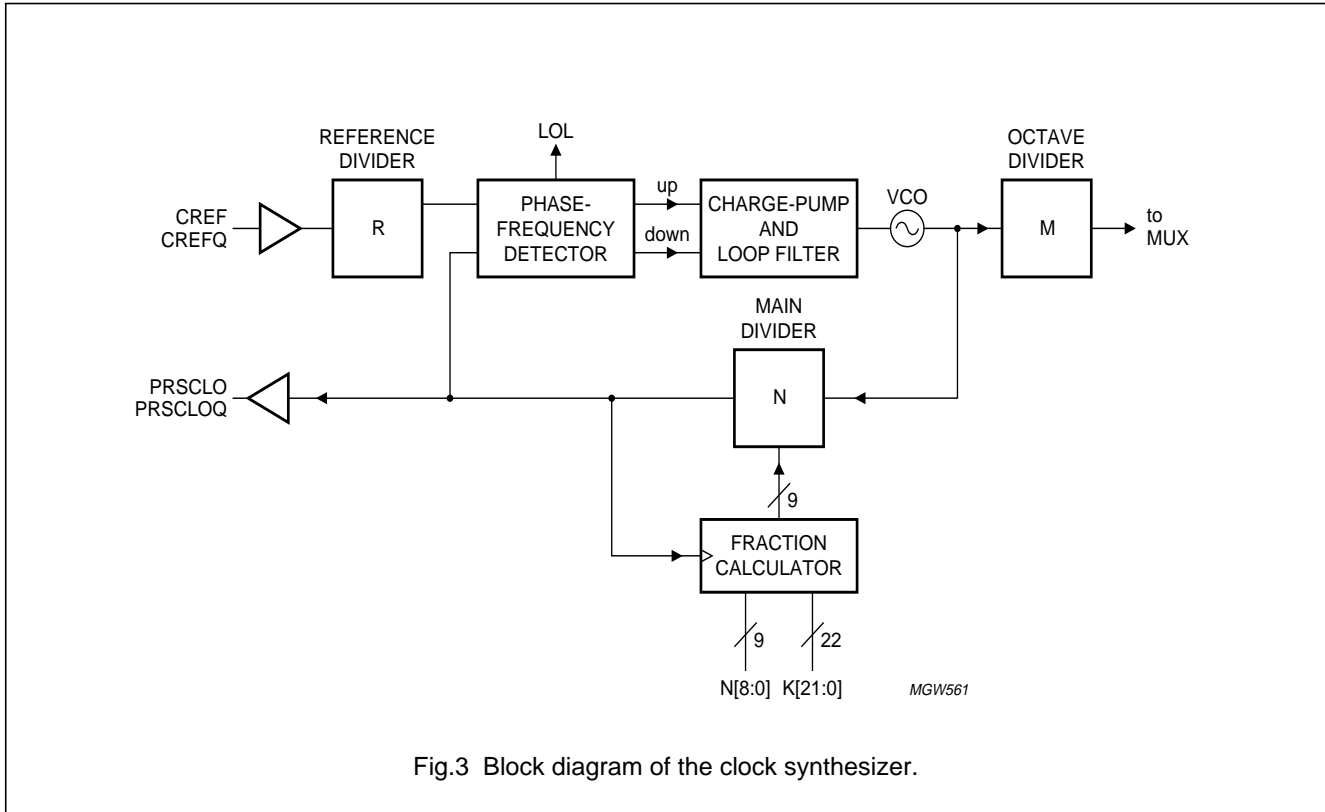 REFERENCE
DIVIDER
LOL
OCTAVE
DIVIDER
CREF
CREFQ
R
PHASE-
FREQUENCY
DETECTOR
up
down
CHARGE-PUMP
AND
LOOP FILTER
VCO
M
to
MUX
MAIN
DIVIDER
PRSCLO
PRSCLOQ
N
9
FRACTION
CALCULATOR
9
22
N[8:0] K[21:0]
MGW561
Fig.3 Block diagram of the clock synthesizer.